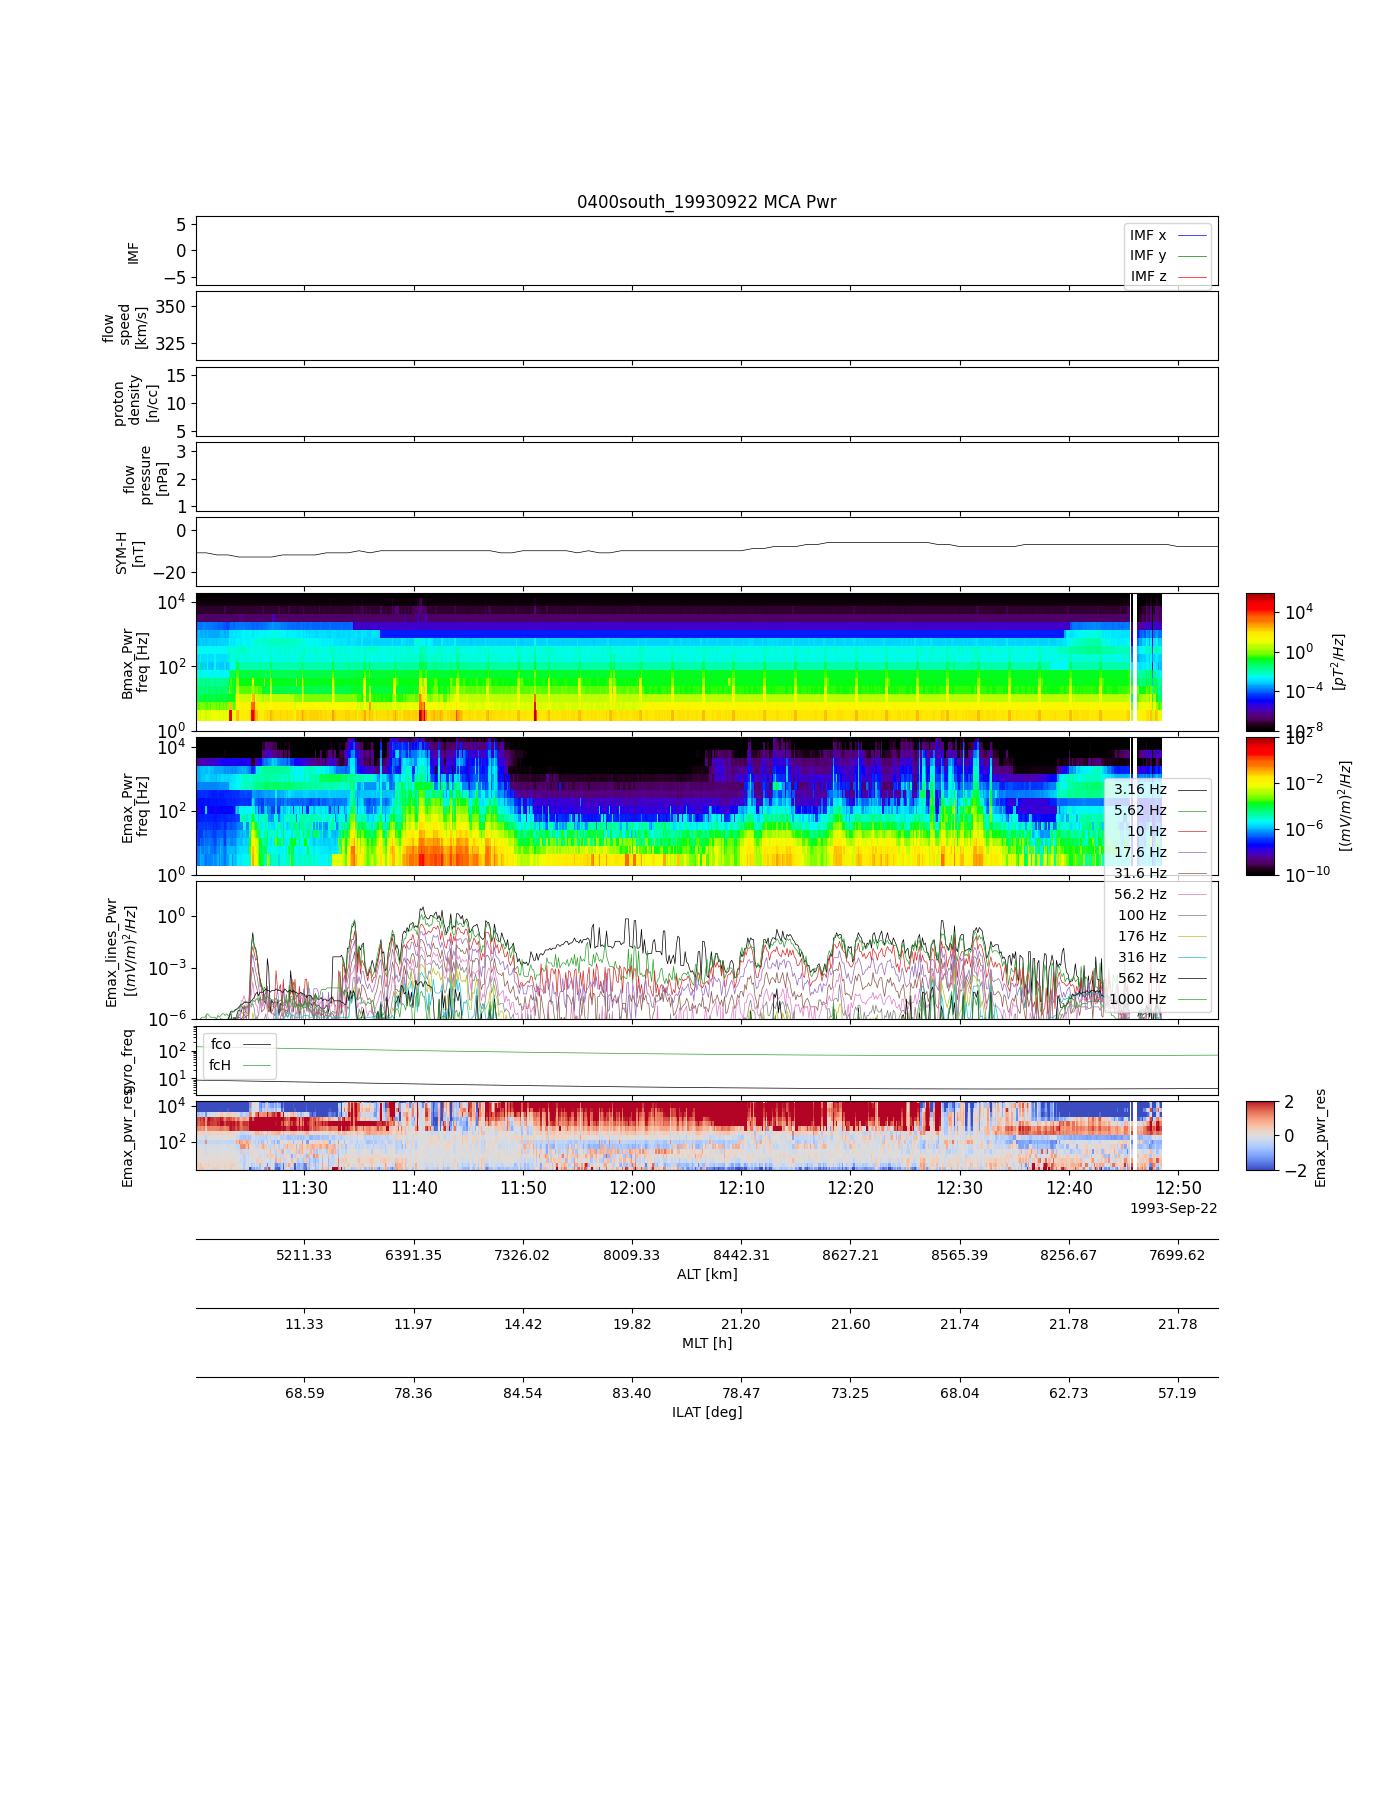 0400south_19930922 MCA Pwr
5
0
−5
IMF
IMF x
IMF y
IMF z
350
325
flow
speed
[km/s]
15
10
5
proton
density
[n/cc]
3
2
1
flow
pressure
[nPa]
0
−20
SYM-H
[nT]
10^4
10^2
10^0
Bmax_Pwr
freq [Hz]
10^4
10^0
10^−4
10^−8
[pT^2/Hz]
10^4
10^2
10^0
Emax_Pwr
freq [Hz]
10^2
10^−2
10^−6
10^−10
[(mV/m)^2/Hz]
3.16 Hz
5.62 Hz
10 Hz
17.6 Hz
31.6 Hz
56.2 Hz
100 Hz
176 Hz
316 Hz
562 Hz
1000 Hz
10^0
10^−3
10^−6
Emax_lines_Pwr
[(mV/m)^2/Hz]
10^2
10^1
gyro_freq
fco
fcH
10^4
10^2
Emax_pwr_res
2
0
−2
Emax_pwr_res
11:30 11:40 11:50 12:00 12:10 12:20 12:30 12:40 12:50
1993-Sep-22
5211.33 6391.35 7326.02 8009.33 8442.31 8627.21 8565.39 8256.67 7699.62
ALT [km]
11.33 11.97 14.42 19.82 21.20 21.60 21.74 21.78 21.78
MLT [h]
68.59 78.36 84.54 83.40 78.47 73.25 68.04 62.73 57.19
ILAT [deg]